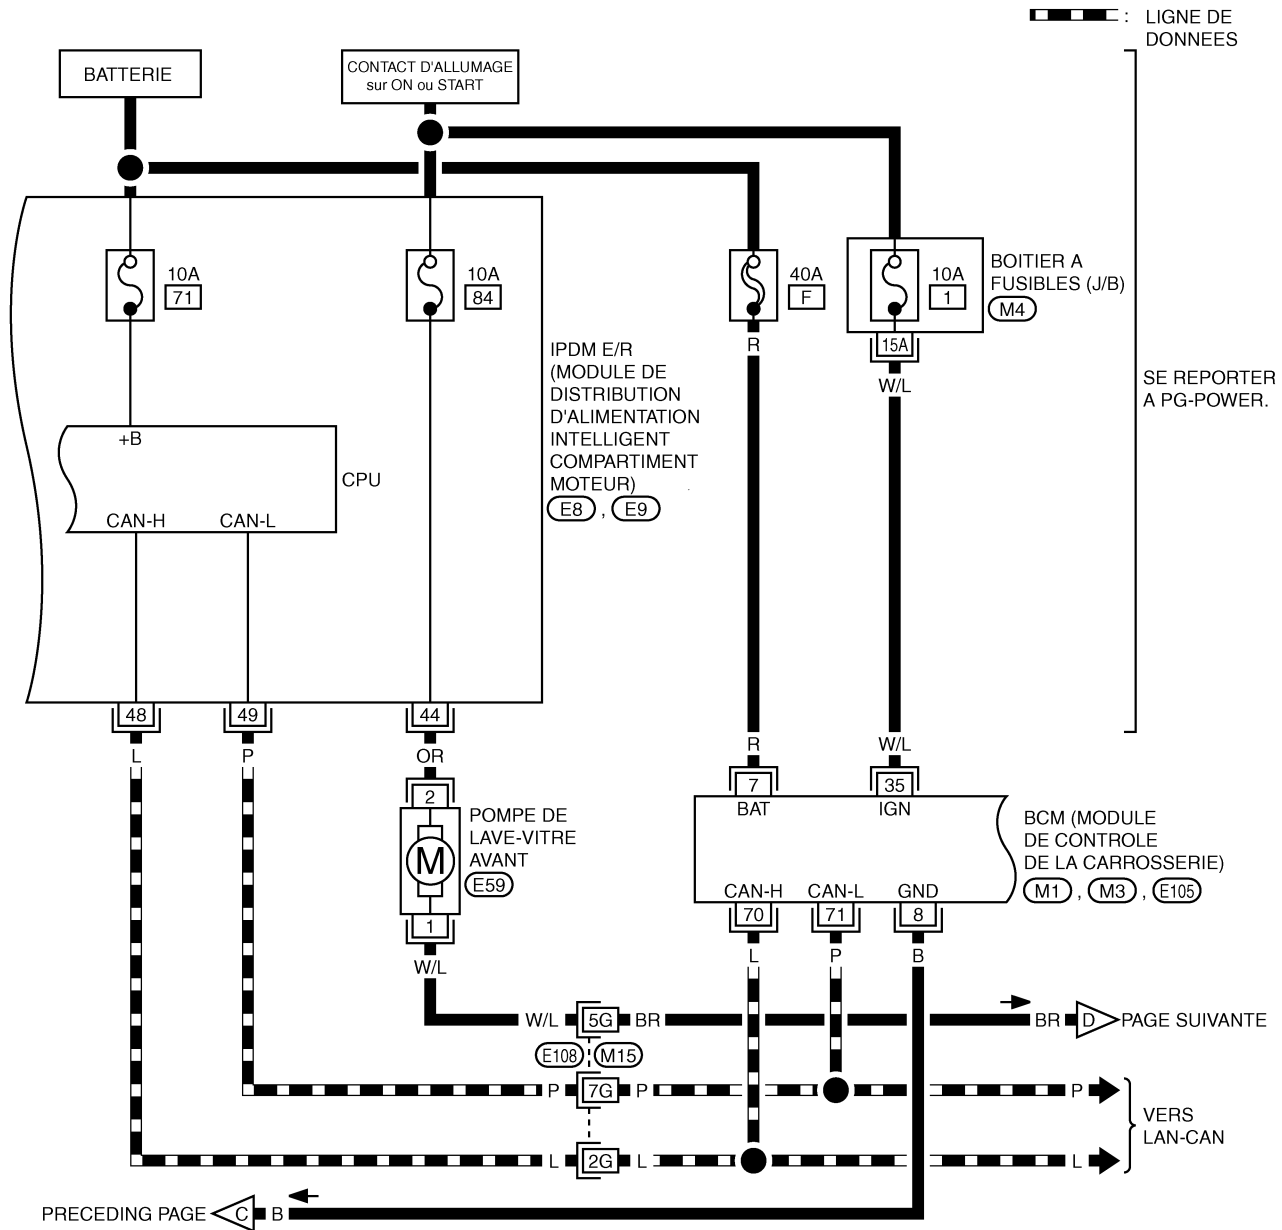 : LIGNE DE
DONNEES
BATTERIE
CONTACT D'ALLUMAGE
sur ON ou START
10A
71
10A
84
40A
F
10A
1
BOITIER A
FUSIBLES (J/B)
M4
R
15A
W/L
IPDM E/R
(MODULE DE
DISTRIBUTION
D'ALIMENTATION
INTELLIGENT
COMPARTIMENT
MOTEUR)
E8 , E9
SE REPORTER
A PG-POWER.
+B
CPU
CAN-H CAN-L
48 49 44
L P OR
R W/L
7 35
BAT IGN
2
POMPE DE
LAVE-VITRE
AVANT
E59
M
1
W/L
BCM (MODULE
DE CONTROLE
DE LA CARROSSERIE)
M1 , M3 , E105
CAN-H CAN-L GND
70 71 8
L P B
W/L 5G BR BR D PAGE SUIVANTE
E108 M15
P 7G P P
VERS
LAN-CAN
L 2G L L
PRECEDING PAGE C B